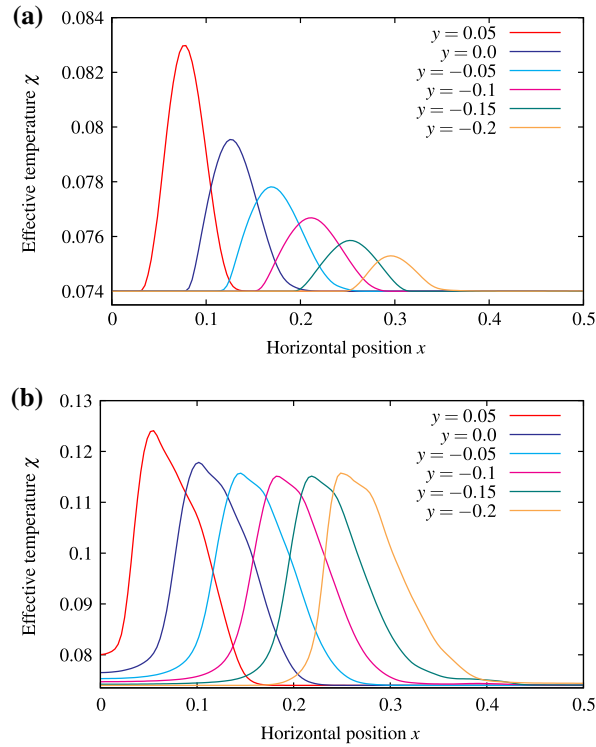 (a)
Effective temperature χ
0.084
0.082
0.08
0.078
0.076
0.074
y = 0.05
y = 0.0
y = −0.05
y = −0.1
y = −0.15
y = −0.2
0 0.1 0.2 0.3 0.4 0.5
Horizontal position x
(b)
Effective temperature χ
0.13
0.12
0.11
0.1
0.09
0.08
y = 0.05
y = 0.0
y = −0.05
y = −0.1
y = −0.15
y = −0.2
0 0.1 0.2 0.3 0.4 0.5
Horizontal position x